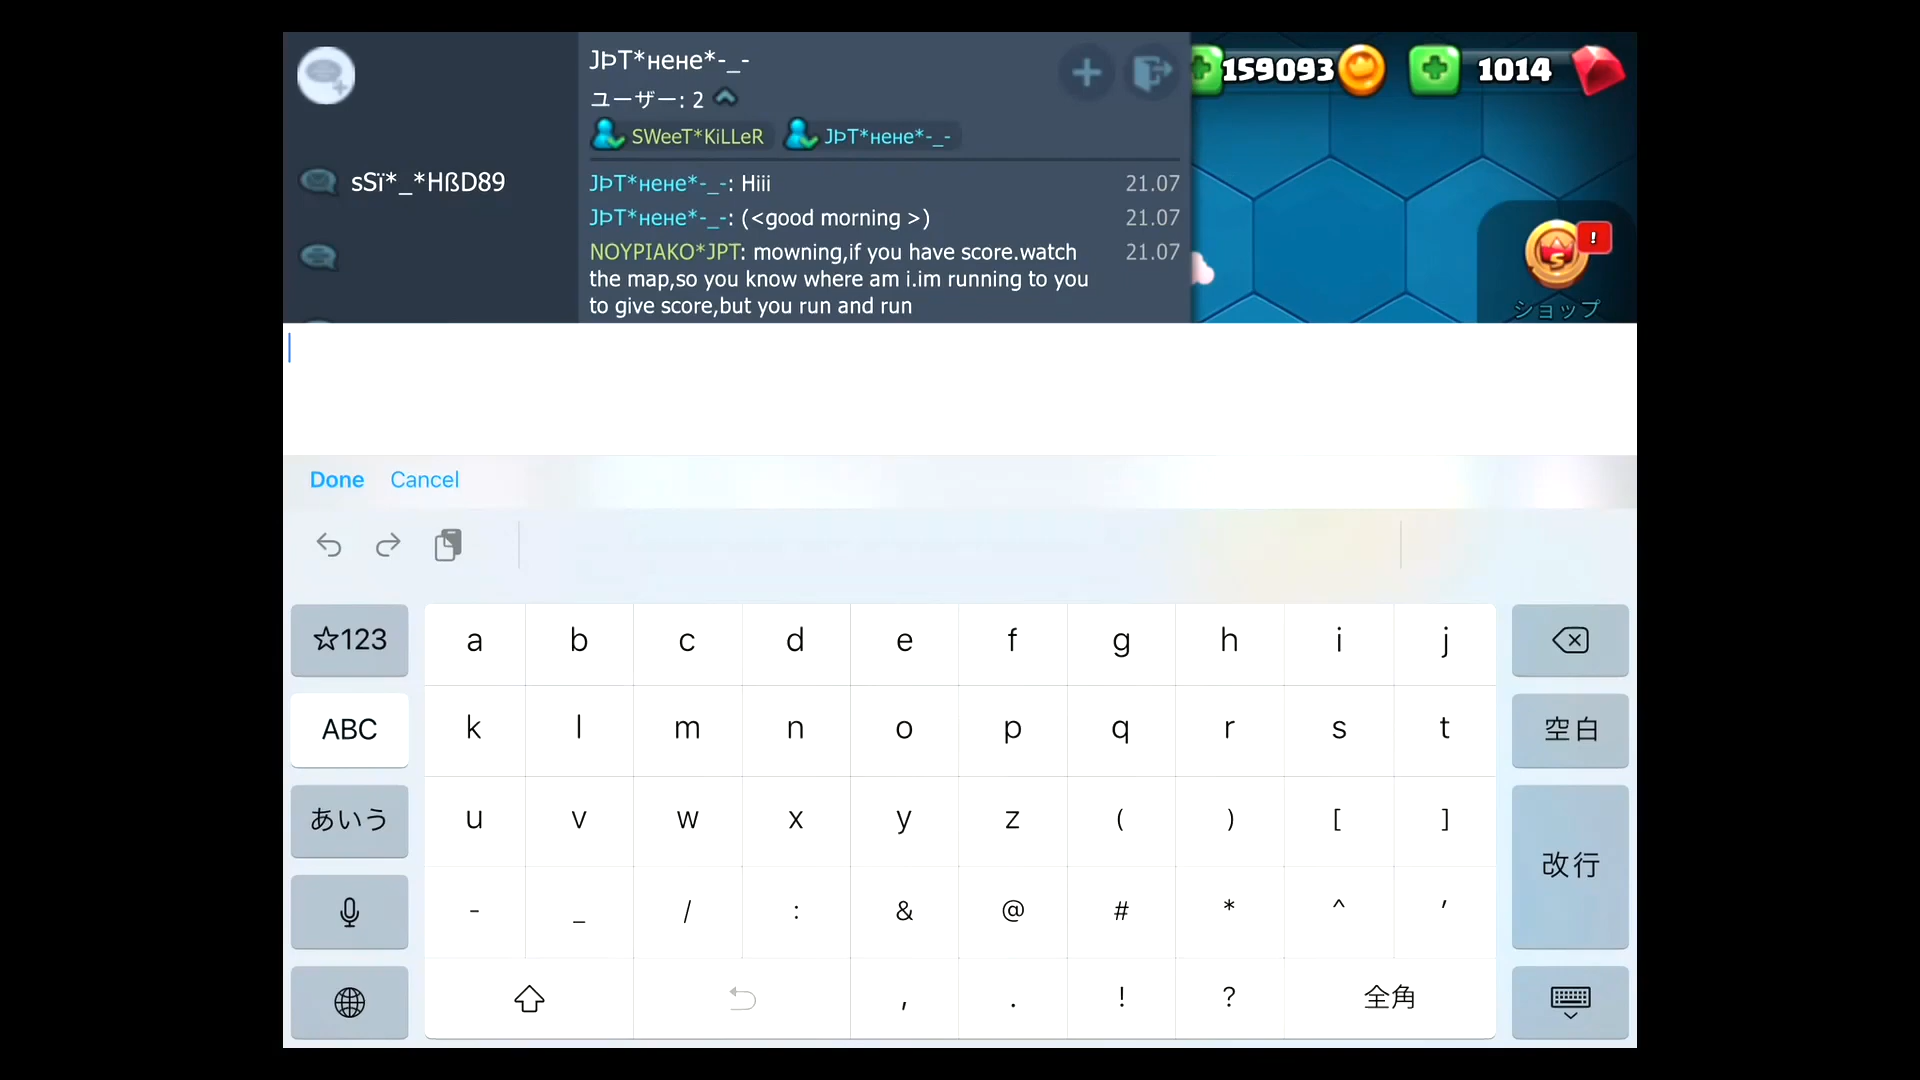 JÞT*нене*-_-
ユーザー: 2
SWeeT*KiLLeR JÞT*нене*-_-
sSï*_*HßD89
JÞT*нене*-_-: Hiii 21.07
JÞT*нене*-_-: (<good morning >) 21.07
NOYPIAKO*JPT: mowning,if you have score.watch 21.07
the map,so you know where am i.im running to you
to give score,but you run and run
159093 1014
!
S
ショップ
Done Cancel
☆123 a b c d e f g h i j
ABC k l m n o p q r s t 空白
あいう u v w x y z ( ) [ ] 改行
- _ / : & @ # * ^ ′
, . ! ? 全角